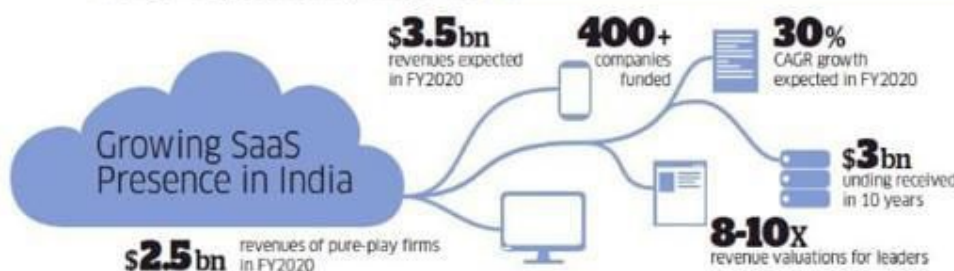 $3.5bn
revenues expected
in FY2020
400+
companies
funded
30%
CAGR growth
expected in FY2020
Growing SaaS
Presence in India
$3bn
unding received
in 10 years
8-10x
revenue valuations for leaders
$2.5bn revenues of pure-play firms
in FY2020